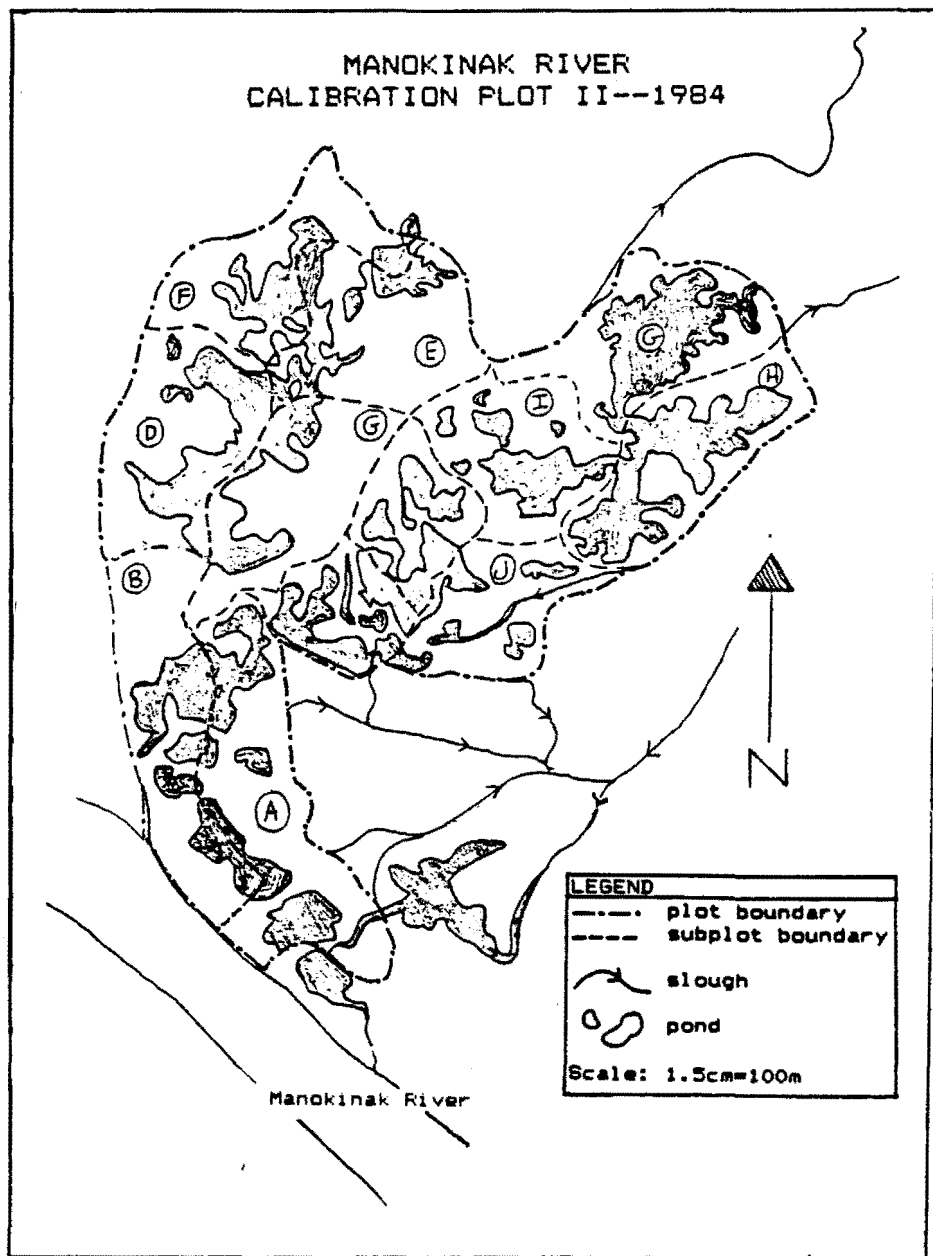 MANOKINAK RIVER
CALIBRATION PLOT II--1984
F
E
G
H
I
D
G
B
J
A
N
LEGEND
plot boundary
subplot boundary
slough
pond
Scale: 1.5cm=100m
Manokinak River